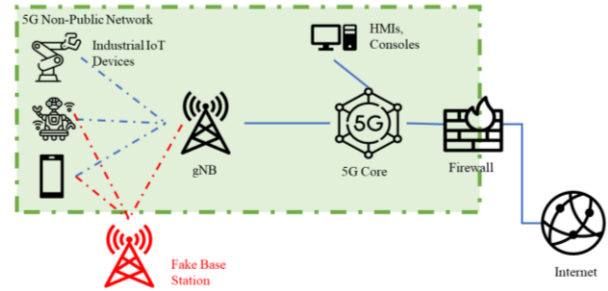 5G Non-Public Network
Industrial IoT
Devices
HMIs,
Consoles
5G
gNB
5G Core
Firewall
Fake Base
Station
Internet